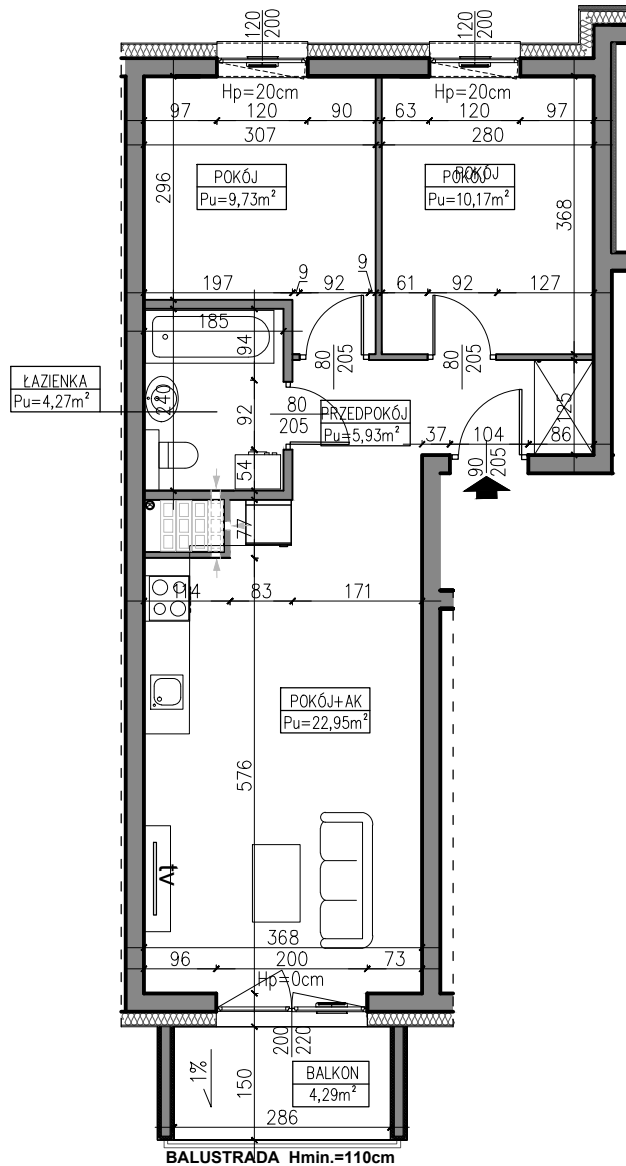 120
200
120
200
Hp=20cm
Hp=20cm
97 120 90 63 120 97
307 280
296
POKÓJ
Pu=9,73m²
POKÓJ
POKÓJ
Pu=10,17m²
368
197 9 92 9 61 92 127
185
94
80
205
80
205
ŁAZIENKA
Pu=4,27m²
240
92
80
205
PRZEDPOKÓJ
Pu=5,93m²
125
37 104 86
90
205
54
77
114 83 171
POKÓJ+AK
Pu=22,95m²
576
tv
368
96 200 73
Hp=0cm
200
220
1%
150
BALKON
4,29m²
286
BALUSTRADA Hmin.=110cm